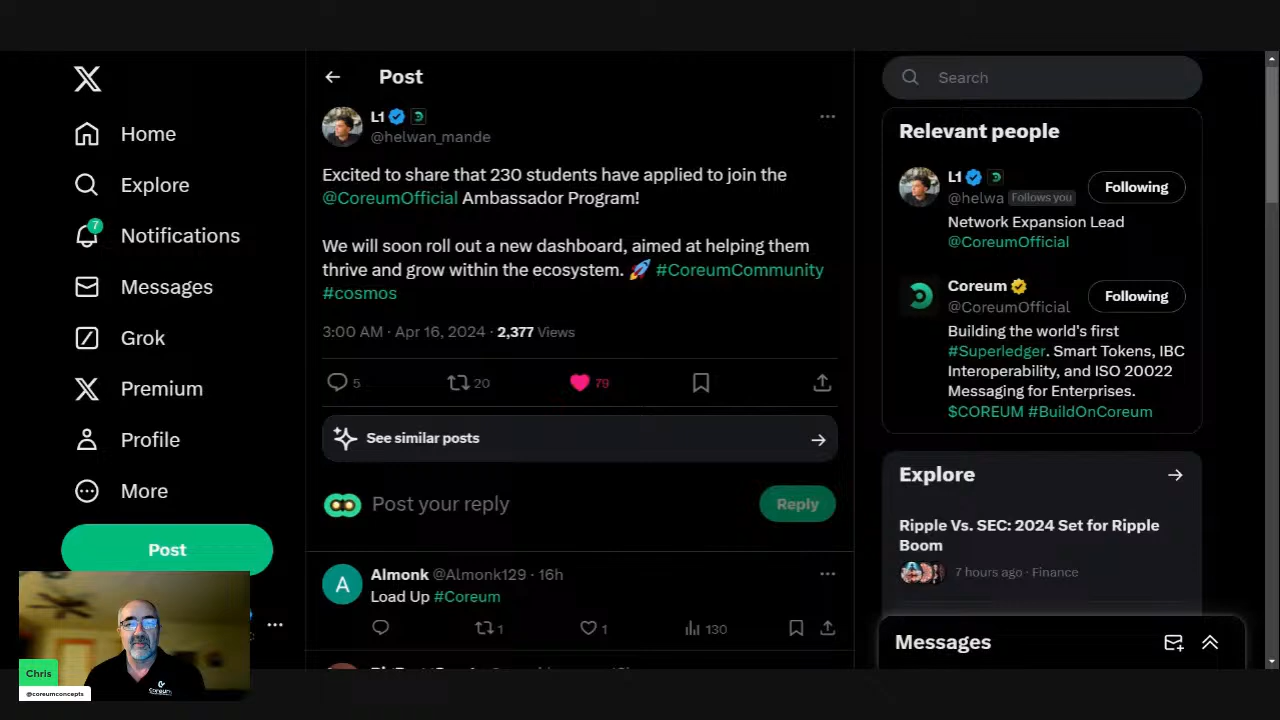 Home
Explore
7
Notifications
Messages
Grok
Premium
Profile
More
Post
Chris
@coreumconcepts
Coreum
Post
L1
@helwan_mande
Excited to share that 230 students have applied to join the
@CoreumOfficial Ambassador Program!
We will soon roll out a new dashboard, aimed at helping them
thrive and grow within the ecosystem. 🚀 #CoreumCommunity
#cosmos
3:00 AM · Apr 16, 2024 · 2,377 Views
5 20 79
See similar posts
Post your reply
Reply
A
Almonk @Almonk129 · 16h
Load Up #Coreum
1 1 130
Search
Relevant people
L1
@helwa Follows you
Following
Network Expansion Lead
@CoreumOfficial
Coreum
@CoreumOfficial
Following
Building the world's first
#Superledger. Smart Tokens, IBC
Interoperability, and ISO 20022
Messaging for Enterprises.
$COREUM #BuildOnCoreum
Explore
Ripple Vs. SEC: 2024 Set for Ripple
Boom
7 hours ago · Finance
Messages